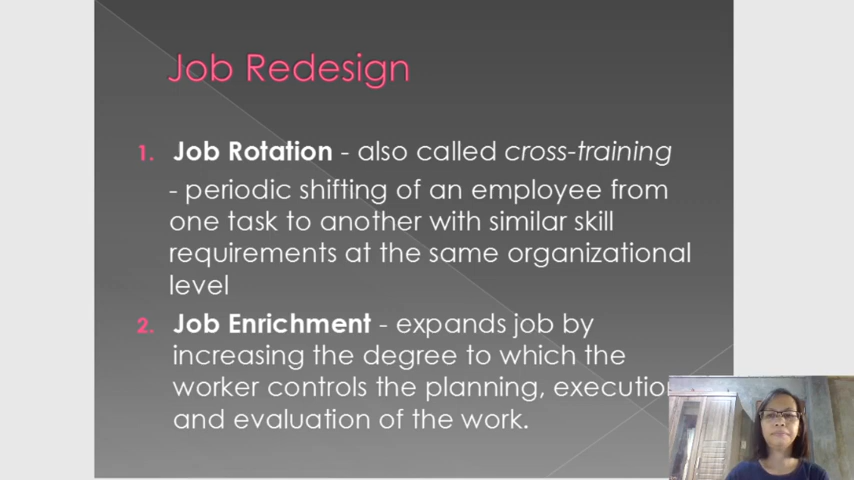 Job Redesign
1. Job Rotation - also called cross-training
- periodic shifting of an employee from
one task to another with similar skill
requirements at the same organizational
level
2. Job Enrichment - expands job by
increasing the degree to which the
worker controls the planning, executio
and evaluation of the work.